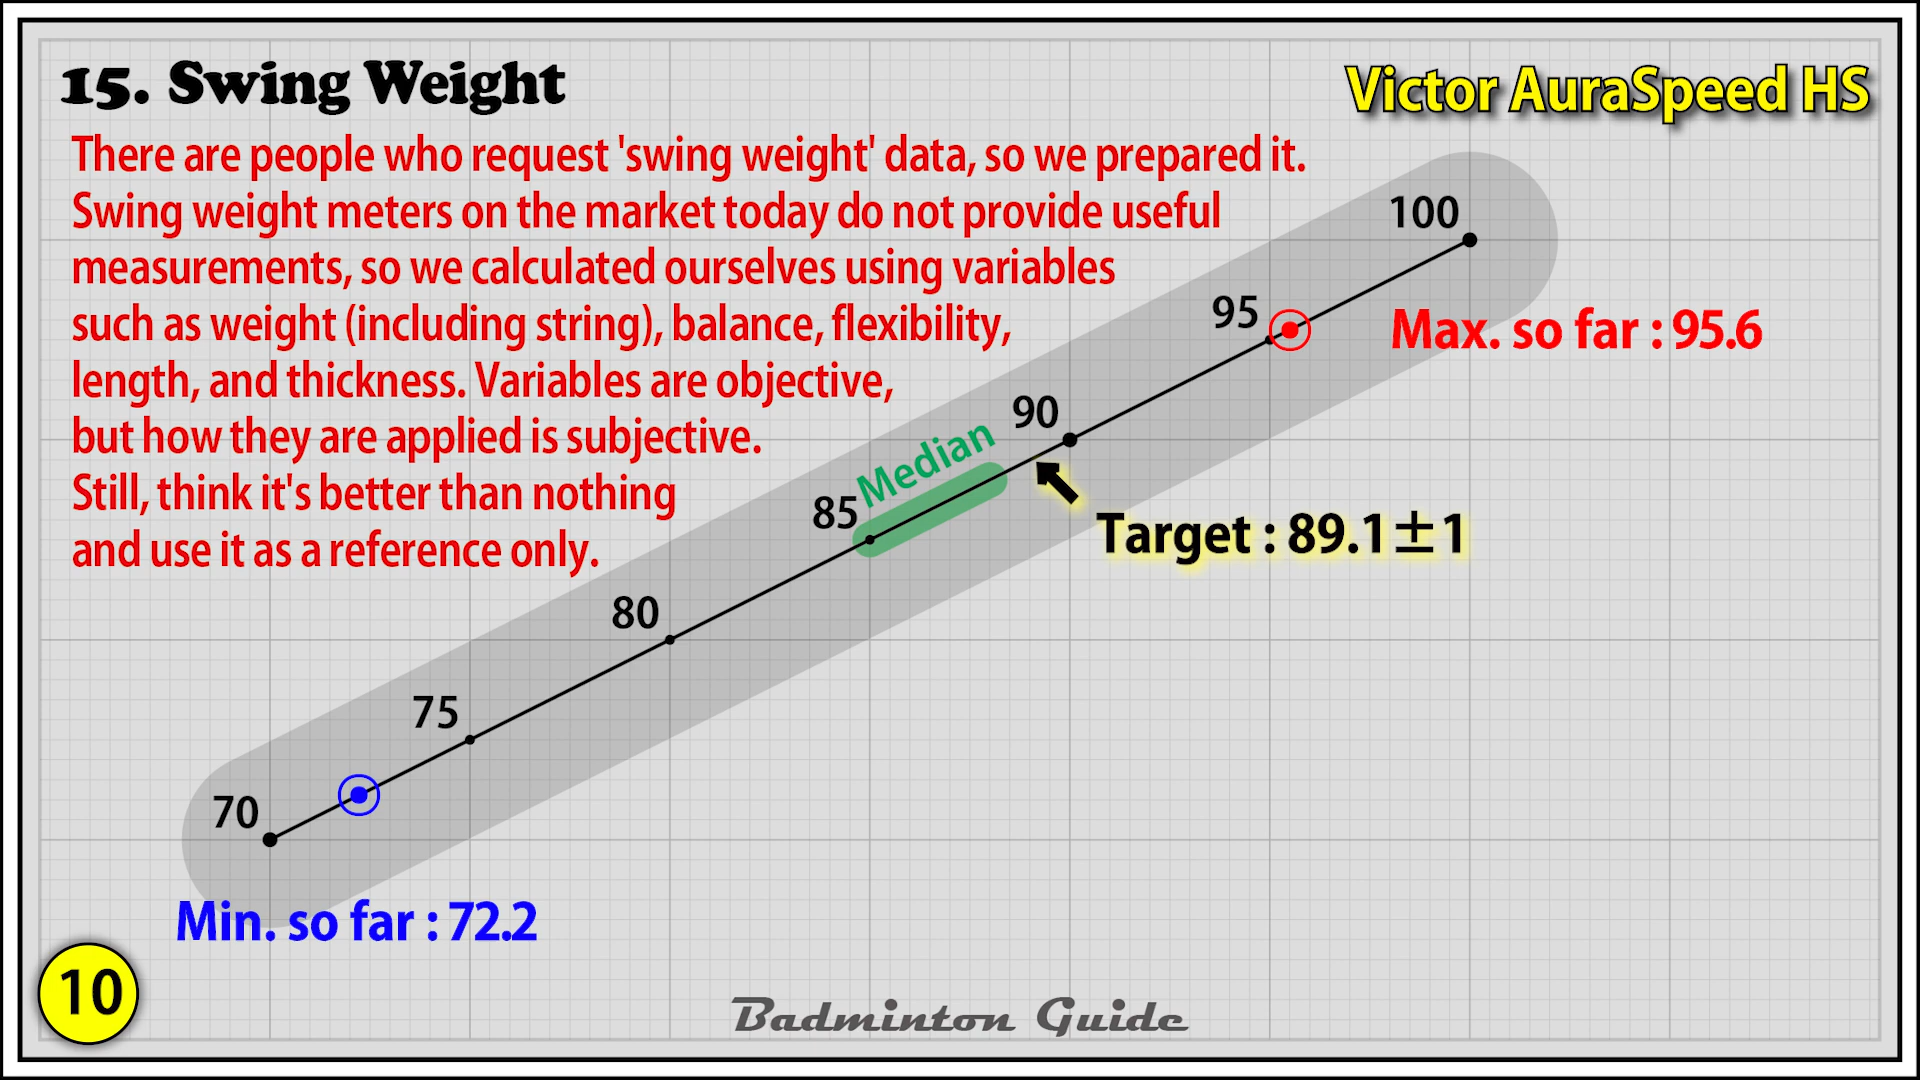 15. Swing Weight
Victor AuraSpeed HS
There are people who request 'swing weight' data, so we prepared it.
Swing weight meters on the market today do not provide useful
measurements, so we calculated ourselves using variables
such as weight (including string), balance, flexibility,
length, and thickness. Variables are objective,
but how they are applied is subjective.
Still, think it's better than nothing
and use it as a reference only.
100
95
Max. so far : 95.6
90
Median
85
Target : 89.1±1
80
75
70
Min. so far : 72.2
10
Badminton Guide